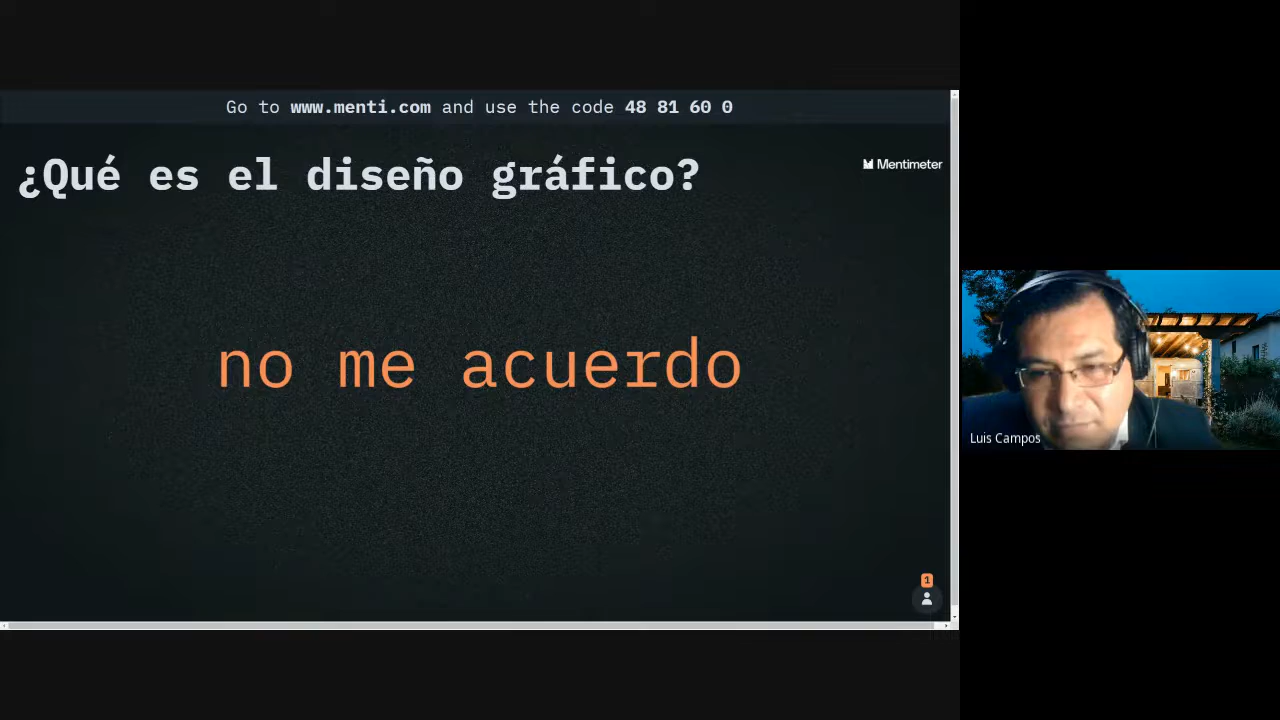 Go to www.menti.com and use the code 48 81 60 0
Mentimeter
¿Qué es el diseño gráfico?
no me acuerdo
1
Luis Campos